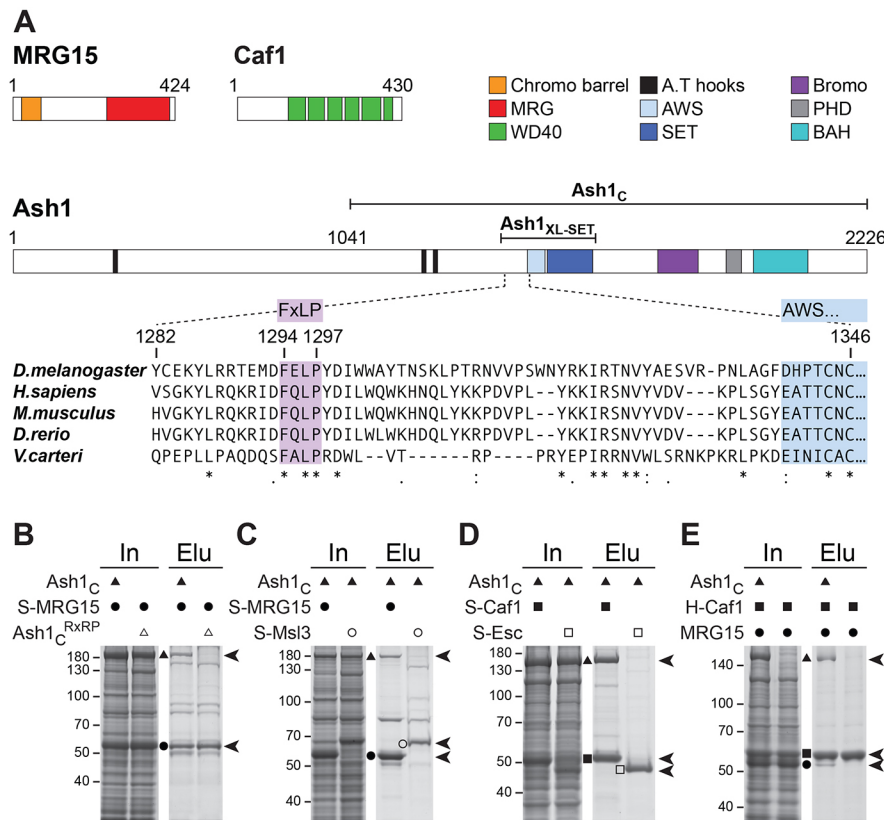 A
MRG15
Caf1
1 424
1 430
Chromo barrel
MRG
WD40
A.T hooks
AWS
SET
Bromo
PHD
BAH
Ash1C
Ash1
Ash1XL-SET
1 1041 2226
FxLP
AWS...
1282 1294 1297 1346
D.melanogaster YCEKYLRRTEMDFELPYDIWWAYTNSKLPTRNVVPSWNYRKIRTNVYAESVR-PNLAGFDHPTCNC…
H.sapiens VSGKYLRQKRIDFQLPYDILWQWKHNQLYKKPDVPL--YKKIRSNVYVDV---KPLSGYEATTCNC…
M.musculus HVGKYLRQKRIDFQLPYDILWQWKHNQLYKKPDVPL--YKKIRSNVYVDV---KPLSGYEATTCNC…
D.rerio HVGKYLRQKRIDFQLPYDILWLWKHDQLYKKPDVPL--YKKIRSNVYVDV---KPLSGYEATTCNC…
V.carteri QPEPLLPAQDQSFALPRDWL--VT----RP----PRYEPIRRNVWLSRNKPKRLPKDEINICAC…
* . * * * * . : * * * * * : . * : * . *
B
In Elu
Ash1C
S-MRG15
Ash1C RxRP
180
130
100
70
50
40
C
In Elu
Ash1C
S-MRG15
S-Msl3
180
130
100
70
60
50
40
D
In Elu
Ash1C
S-Caf1
S-Esc
180
130
100
70
50
40
E
In Elu
Ash1C
H-Caf1
MRG15
140
100
70
60
50
40